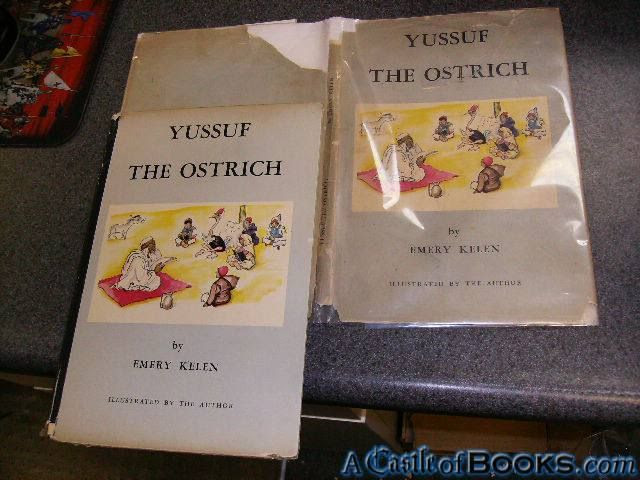 YUSSUF
THE OSTRICH
by
EMERY KELEN
ILLUSTRATED BY THE AUTHOR
YUSSUF
THE OSTRICH
by
EMERY KELEN
ILLUSTRATED BY THE AUTHOR
A Castle of BOOKS.com